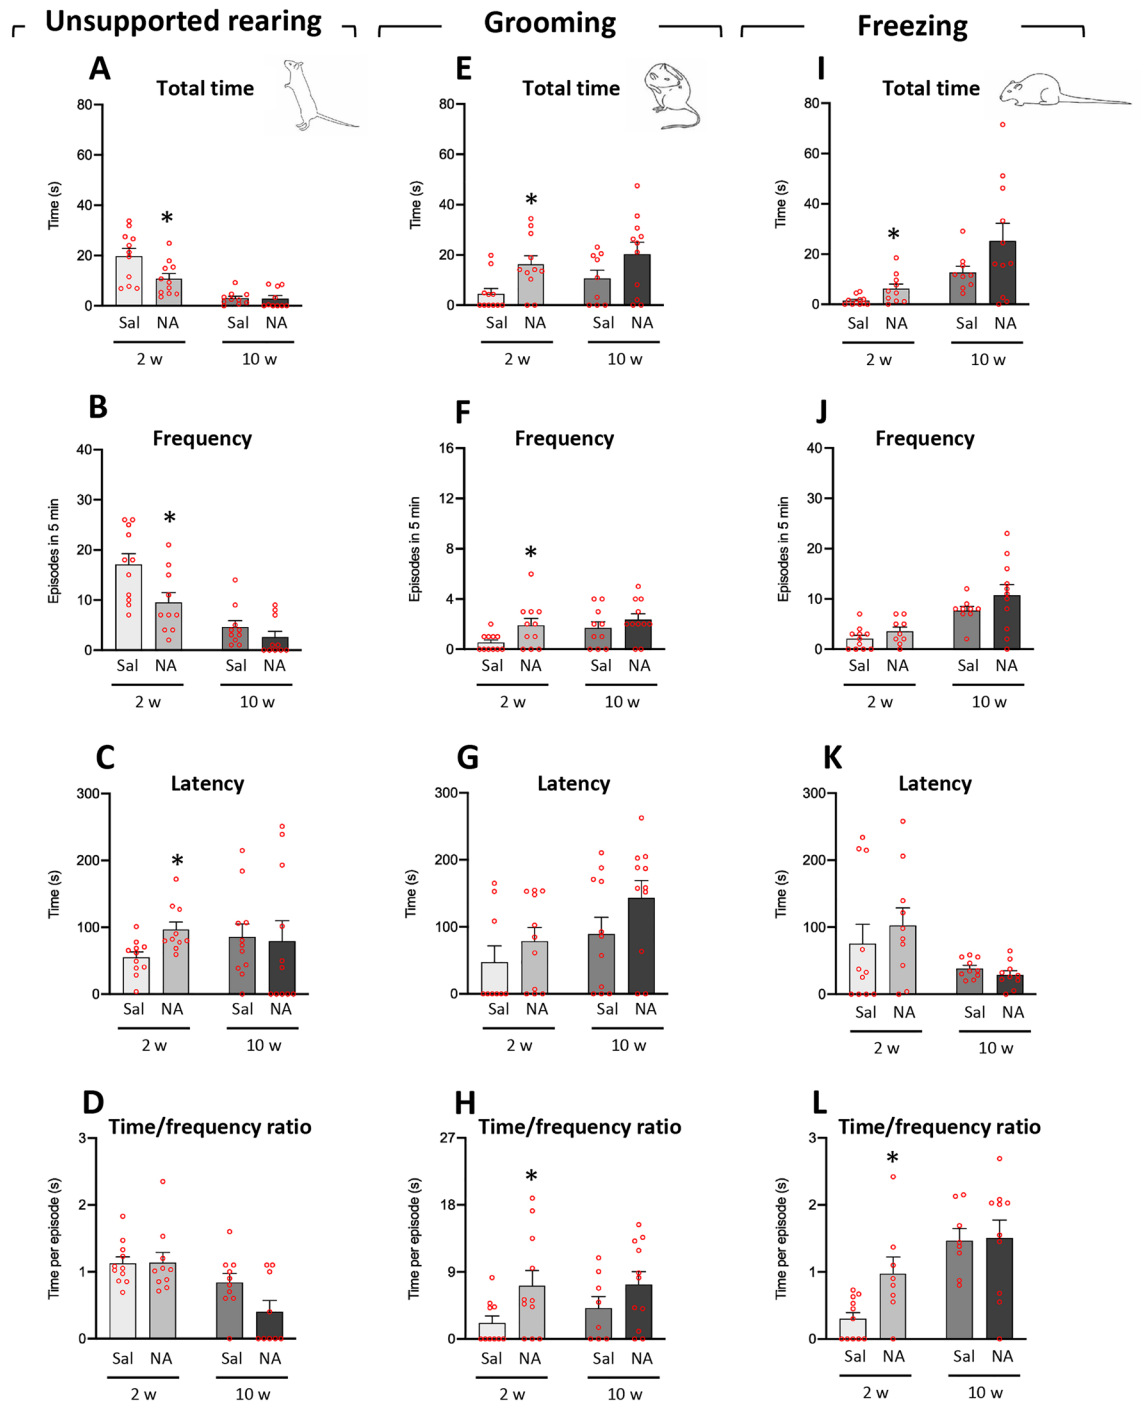 Unsupported rearing
Grooming
Freezing
A
Total time
80
60
40
20
0
Time (s)
*
Sal NA Sal NA
2 w 10 w
E
Total time
80
60
40
20
0
Time (s)
*
Sal NA Sal NA
2 w 10 w
I
Total time
80
60
40
20
0
Time (s)
*
Sal NA Sal NA
2 w 10 w
B
Frequency
40
30
20
10
0
Episodes in 5 min
*
Sal NA Sal NA
2 w 10 w
F
Frequency
16
12
8
4
0
Episodes in 5 min
*
Sal NA Sal NA
2 w 10 w
J
Frequency
40
30
20
10
0
Episodes in 5 min
Sal NA Sal NA
2 w 10 w
C
Latency
300
200
100
0
Time (s)
*
Sal NA Sal NA
2 w 10 w
G
Latency
300
200
100
0
Time (s)
Sal NA Sal NA
2 w 10 w
K
Latency
300
200
100
0
Time (s)
Sal NA Sal NA
2 w 10 w
D
Time/frequency ratio
3
2
1
0
Time per episode (s)
Sal NA Sal NA
2 w 10 w
H
Time/frequency ratio
27
18
9
0
Time per episode (s)
*
Sal NA Sal NA
2 w 10 w
L
Time/frequency ratio
3
2
1
0
Time per episode (s)
*
Sal NA Sal NA
2 w 10 w